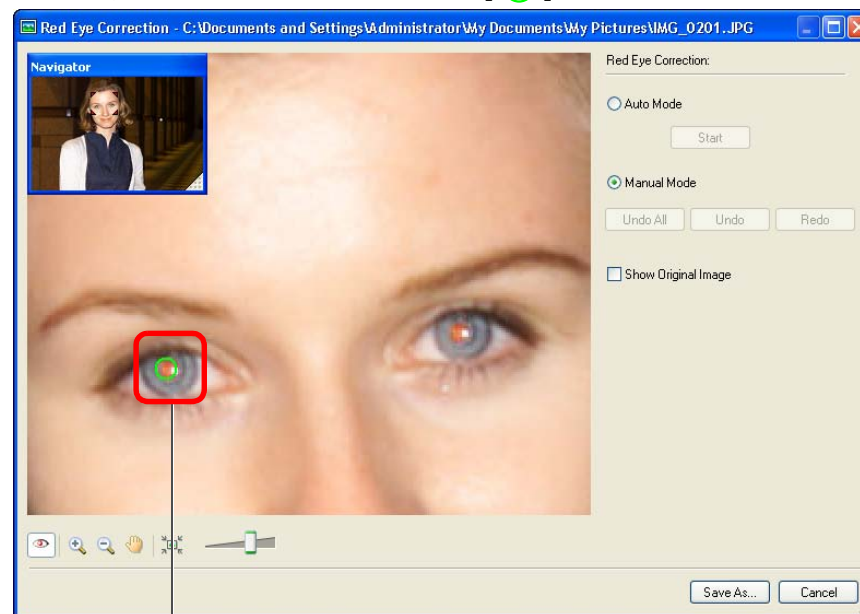 Red Eye Correction - C:\Documents and Settings\Administrator\My Documents\My Pictures\IMG_0201.JPG
Navigator
Red Eye Correction:
Auto Mode
Start
Manual Mode
Undo All Undo Redo
Show Original Image
Save As... Cancel